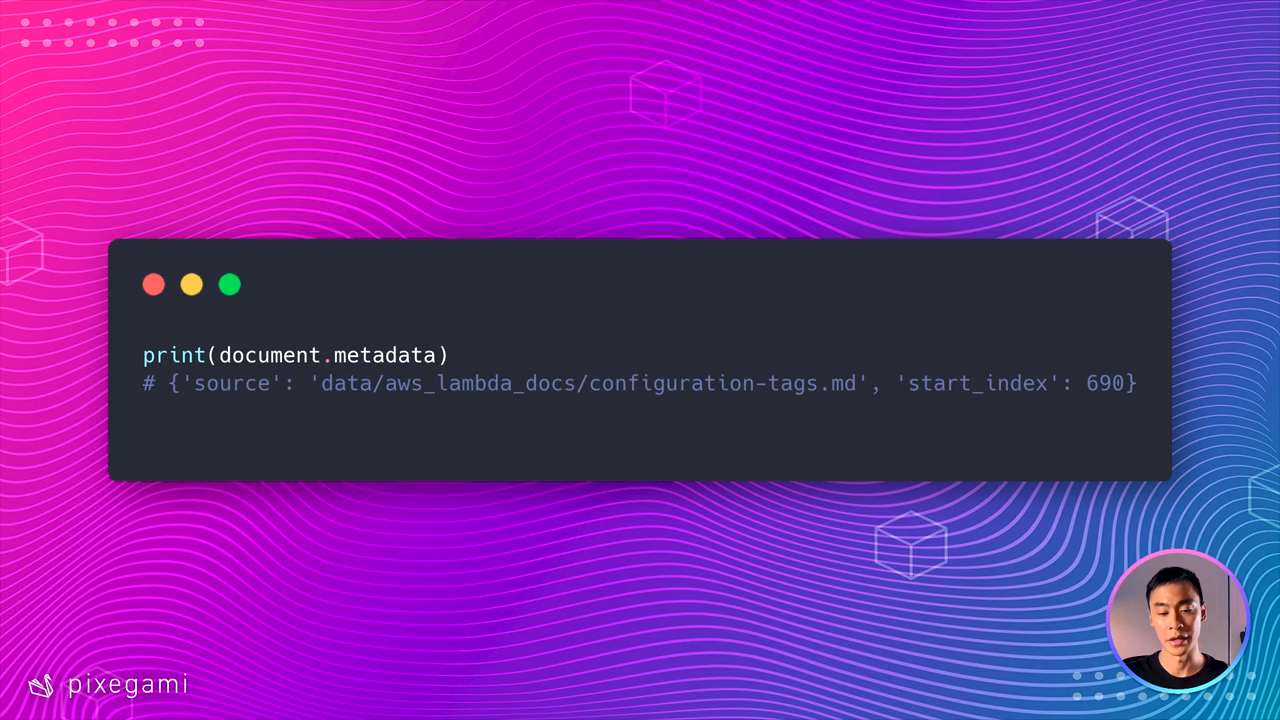 print(document.metadata)
# {'source': 'data/aws_lambda_docs/configuration-tags.md', 'start_index': 690}
pixegami